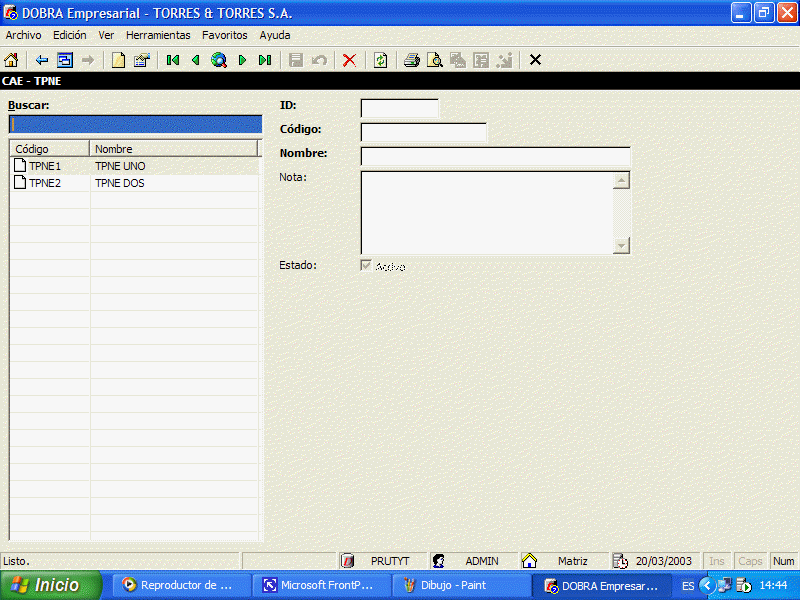 DOBRA Empresarial - TORRES & TORRES S.A.
Archivo Edición Ver Herramientas Favoritos Ayuda
CAE - TPNE
Buscar:
Código Nombre
TPNE1 TPNE UNO
TPNE2 TPNE DOS
ID:
Código:
Nombre:
Nota:
Estado: Activo
Listo. PRUTYT ADMIN Matriz 20/03/2003 Ins Caps Num
Inicio Reproductor de ... Microsoft FrontP... Dibujo - Paint DOBRA Empresar... ES 14:44